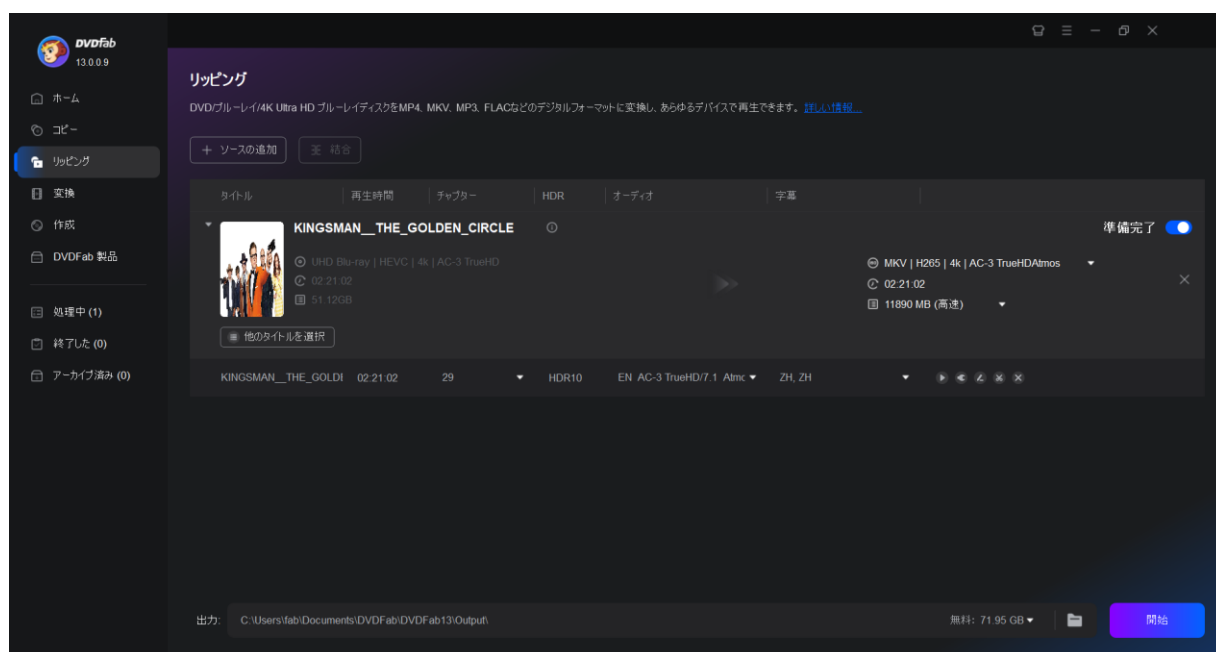 DVDFab
13.0.0.9
ホーム
コピー
リッピング
変換
作成
DVDFab 製品
処理中 (1)
終了した (0)
アーカイブ済み (0)
リッピング
DVD/ブルーレイ/4K Ultra HD ブルーレイディスクをMP4、MKV、MP3、FLACなどのデジタルフォーマットに変換し、あらゆるデバイスで再生できます。 詳しい情報...
ソースの追加 結合
タイトル 再生時間 チャプター HDR オーディオ 字幕
KINGSMAN__THE_GOLDEN_CIRCLE
準備完了
UHD Blu-ray | HEVC | 4k | AC-3 TrueHD
MKV | H265 | 4k | AC-3 TrueHDAtmos
02:21:02
02:21:02
51.12GB
11890 MB (高速)
他のタイトルを選択
KINGSMAN__THE_GOLDI 02:21:02 29 HDR10 EN AC-3 TrueHD/7.1 Atmc ZH, ZH
出力: C:\Users\fab\Documents\DVDFab\DVDFab13\Output\ 無料: 71.95 GB 開始